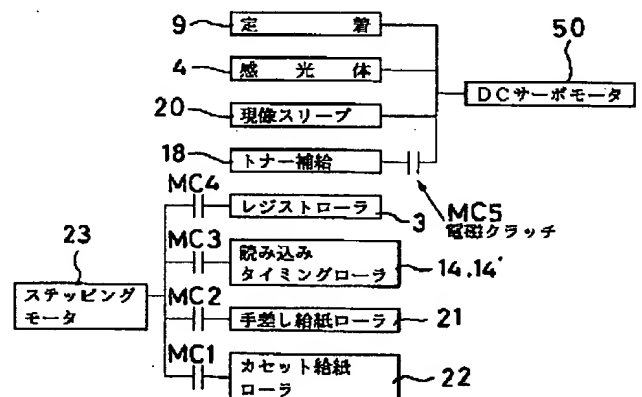 9
定着
50
4
感光体
DCサーボモータ
20
現像スリーブ
18
トナー補給
MC4
レジストローラ
3
MC5
電磁クラッチ
23
MC3
読み込み
タイミングローラ
14.14'
ステッピング
モータ
MC2
手差し給紙ローラ
21
MC1
カセット給紙
ローラ
22